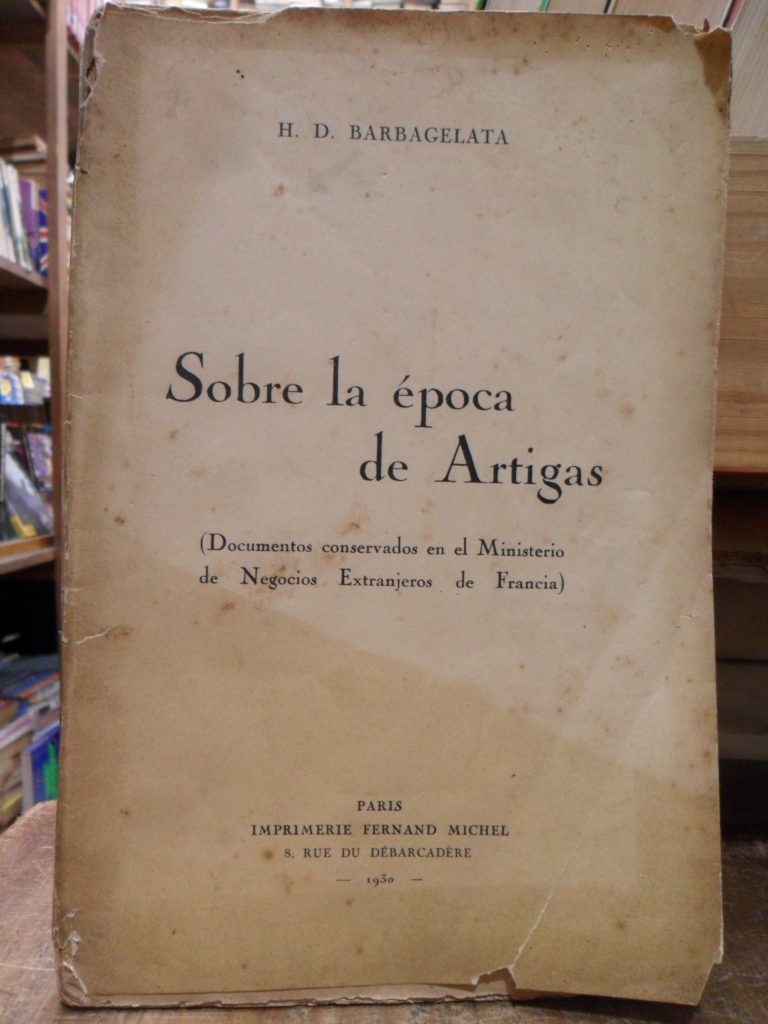 H. D. BARBAGELATA
Sobre la época
de Artigas
(Documentos conservados en el Ministerio
de Negocios Extranjeros de Francia)
PARIS
IMPRIMERIE FERNAND MICHEL
8, RUE DU DÉBARCADÈRE
— 1930 —